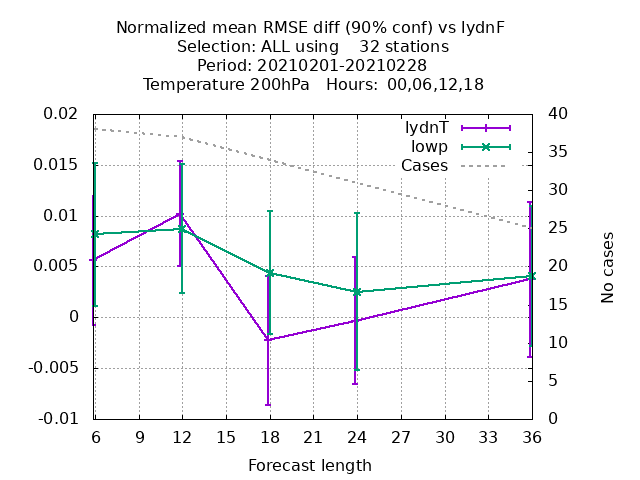 Normalized mean RMSE diff (90% conf) vs lydnF
Selection: ALL using    32 stations
Period: 20210201-20210228
Temperature 200hPa   Hours: 00,06,12,18
0.02
0.015
0.01
0.005
0
-0.005
-0.01
lydnT
lowp
Cases
40
35
30
25
20
15
10
5
0
No cases
6 9 12 15 18 21 24 27 30 33 36
Forecast length